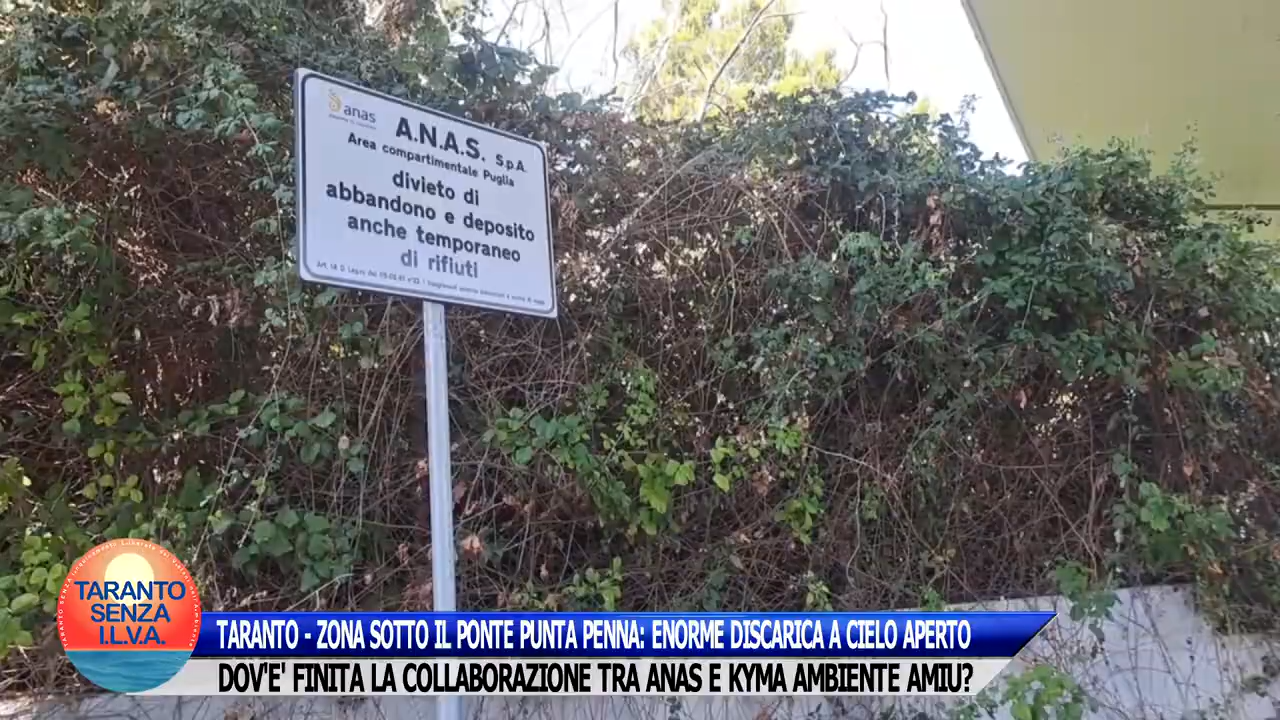 anas
A.N.A.S. S.p.A.
Area compartimentale Puglia
divieto di
abbandono e deposito
anche temporaneo
di rifiuti
TARANTO
SENZA
I.L.V.A.
TARANTO - ZONA SOTTO IL PONTE PUNTA PENNA: ENORME DISCARICA A CIELO APERTO
DOV'E' FINITA LA COLLABORAZIONE TRA ANAS E KYMA AMBIENTE AMIU?